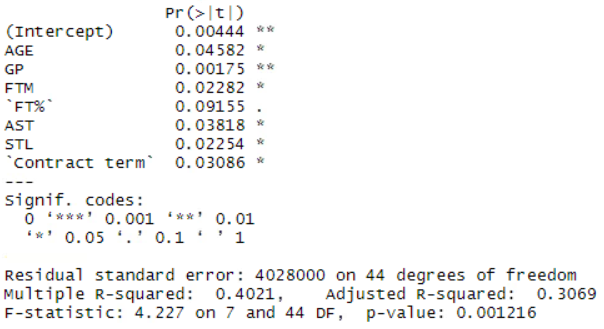 Pr(>|t|)
(Intercept) 0.00444 **
AGE 0.04582 *
GP 0.00175 **
FTM 0.02282 *
`FT%` 0.09155 .
AST 0.03818 *
STL 0.02254 *
`Contract term` 0.03086 *
---
Signif. codes:
0 ‘***’ 0.001 ‘**’ 0.01
‘*’ 0.05 ‘.’ 0.1 ‘ ’ 1
Residual standard error: 4028000 on 44 degrees of freedom
Multiple R-squared: 0.4021, Adjusted R-squared: 0.3069
F-statistic: 4.227 on 7 and 44 DF, p-value: 0.001216